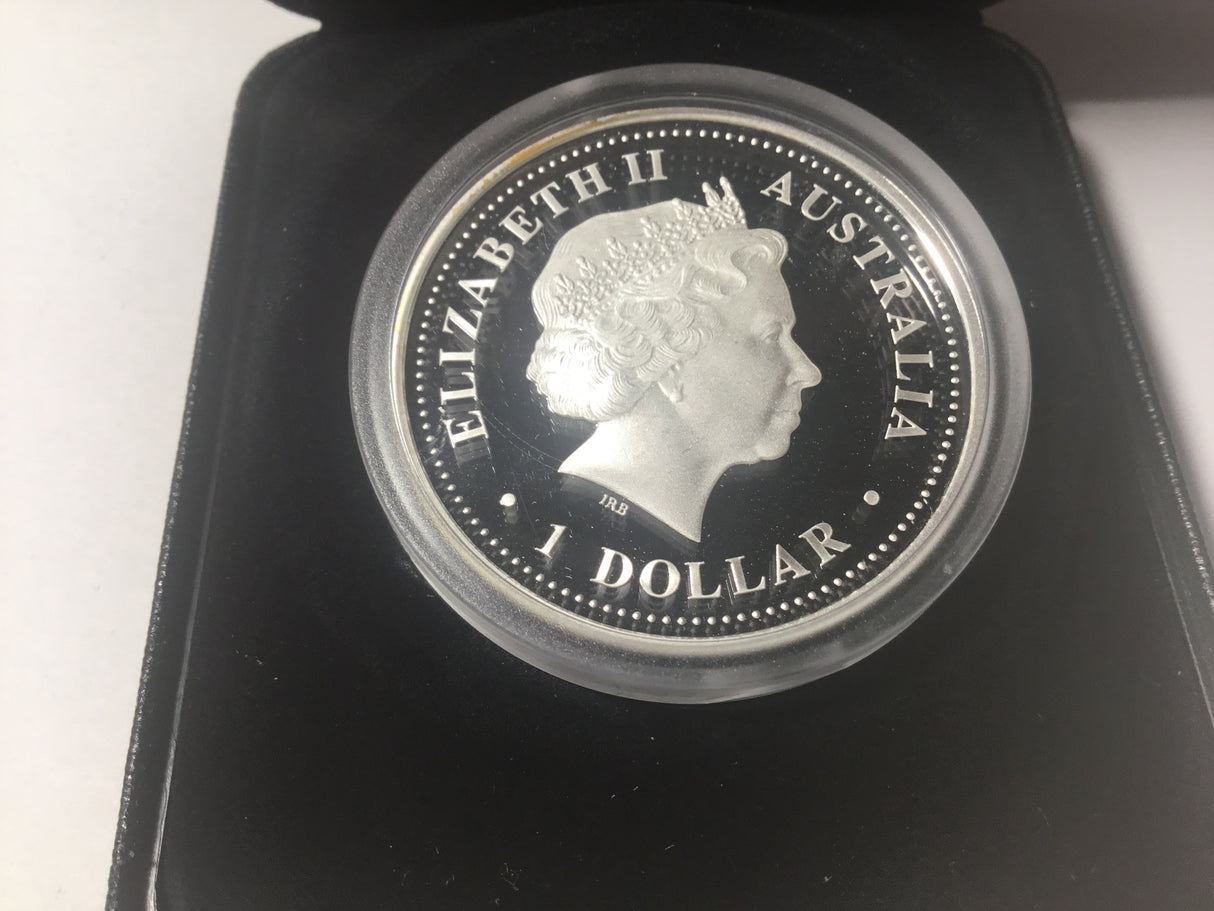 ELIZABETH II
AUSTRALIA
IRB
• 1 DOLLAR •